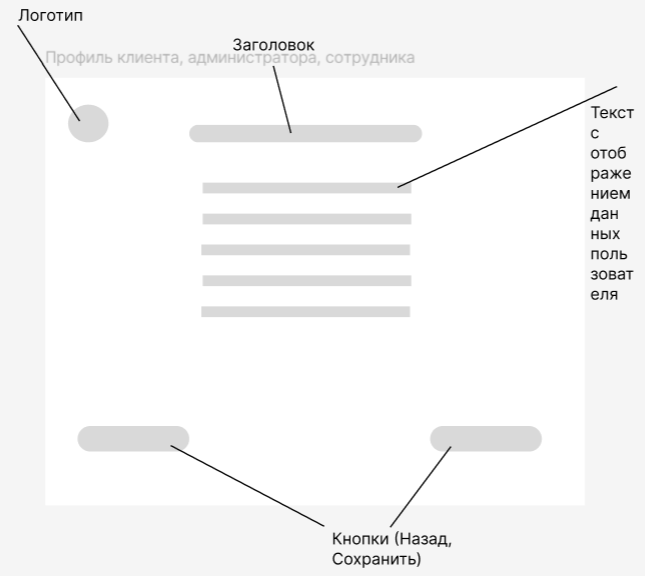 Логотип
Заголовок
Профиль клиента, администратора, сотрудника
Текст
с
отоб
раже
нием
дан
ных
поль
зоват
еля
Кнопки (Назад,
Сохранить)